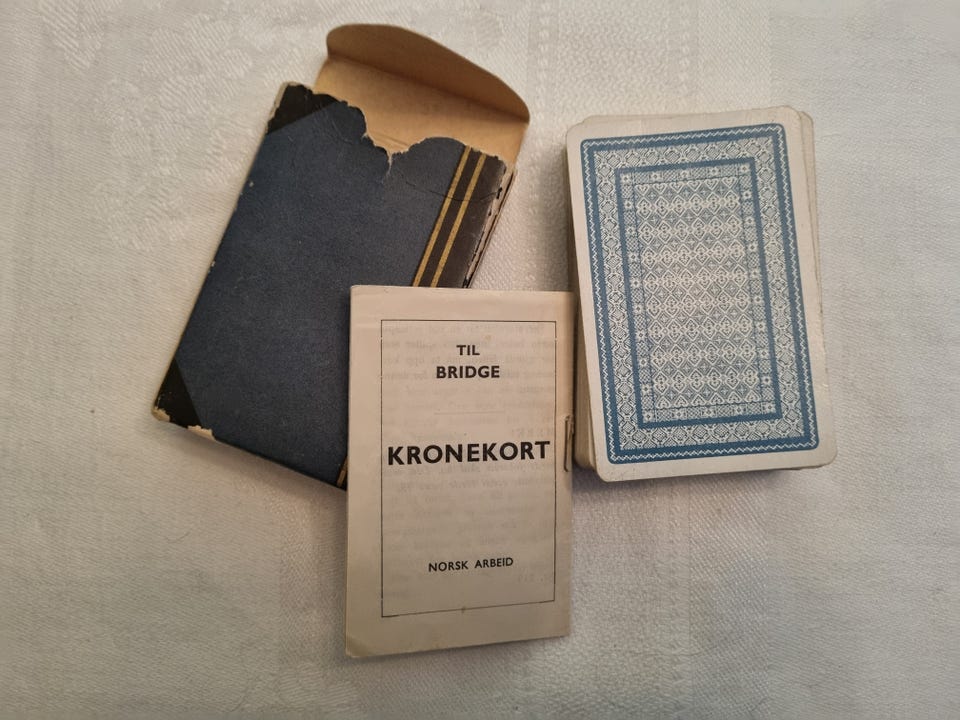 TIL
BRIDGE
KRONEKORT
NORSK ARBEID